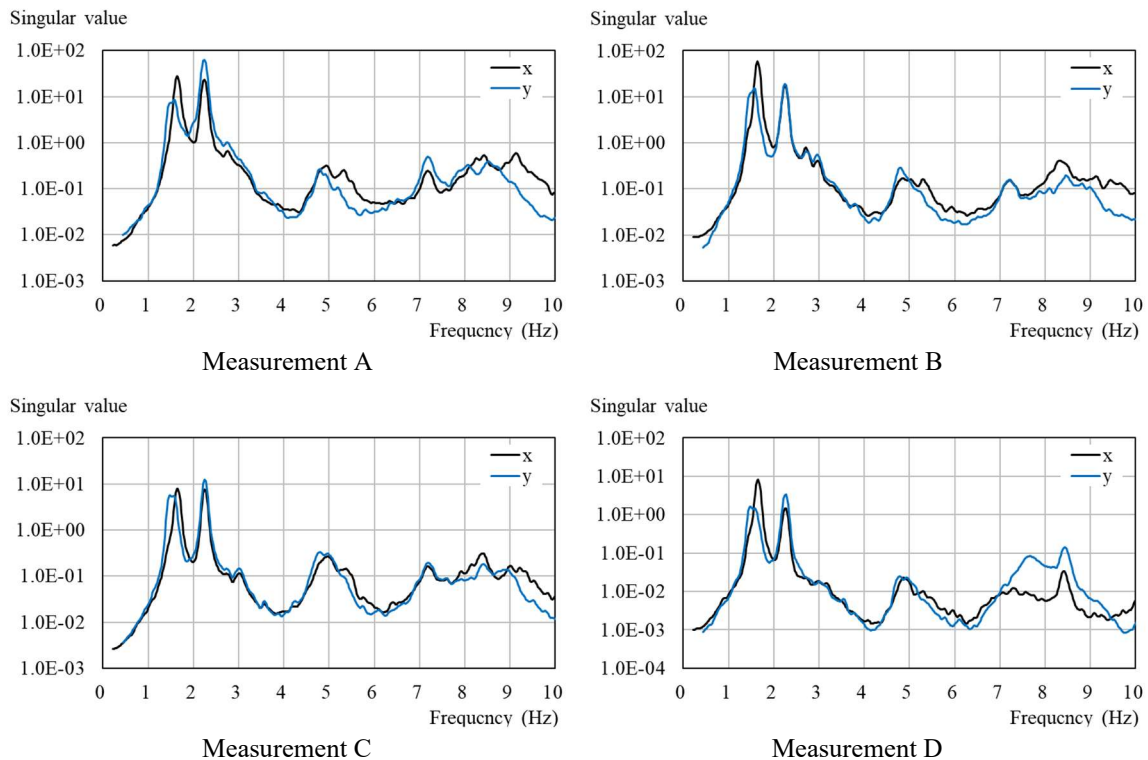 Singular value
1.0E+02
1.0E+01
1.0E+00
1.0E-01
1.0E-02
1.0E-03
x
y
0 1 2 3 4 5 6 7 8 9 10
Frequcncy (Hz)
Measurement A
Singular value
1.0E+02
1.0E+01
1.0E+00
1.0E-01
1.0E-02
1.0E-03
x
y
0 1 2 3 4 5 6 7 8 9 10
Frequcncy (Hz)
Measurement B
Singular value
1.0E+02
1.0E+01
1.0E+00
1.0E-01
1.0E-02
1.0E-03
x
y
0 1 2 3 4 5 6 7 8 9 10
Frequcncy (Hz)
Measurement C
Singular value
1.0E+02
1.0E+01
1.0E+00
1.0E-01
1.0E-02
1.0E-03
1.0E-04
x
y
0 1 2 3 4 5 6 7 8 9 10
Frequcncy (Hz)
Measurement D